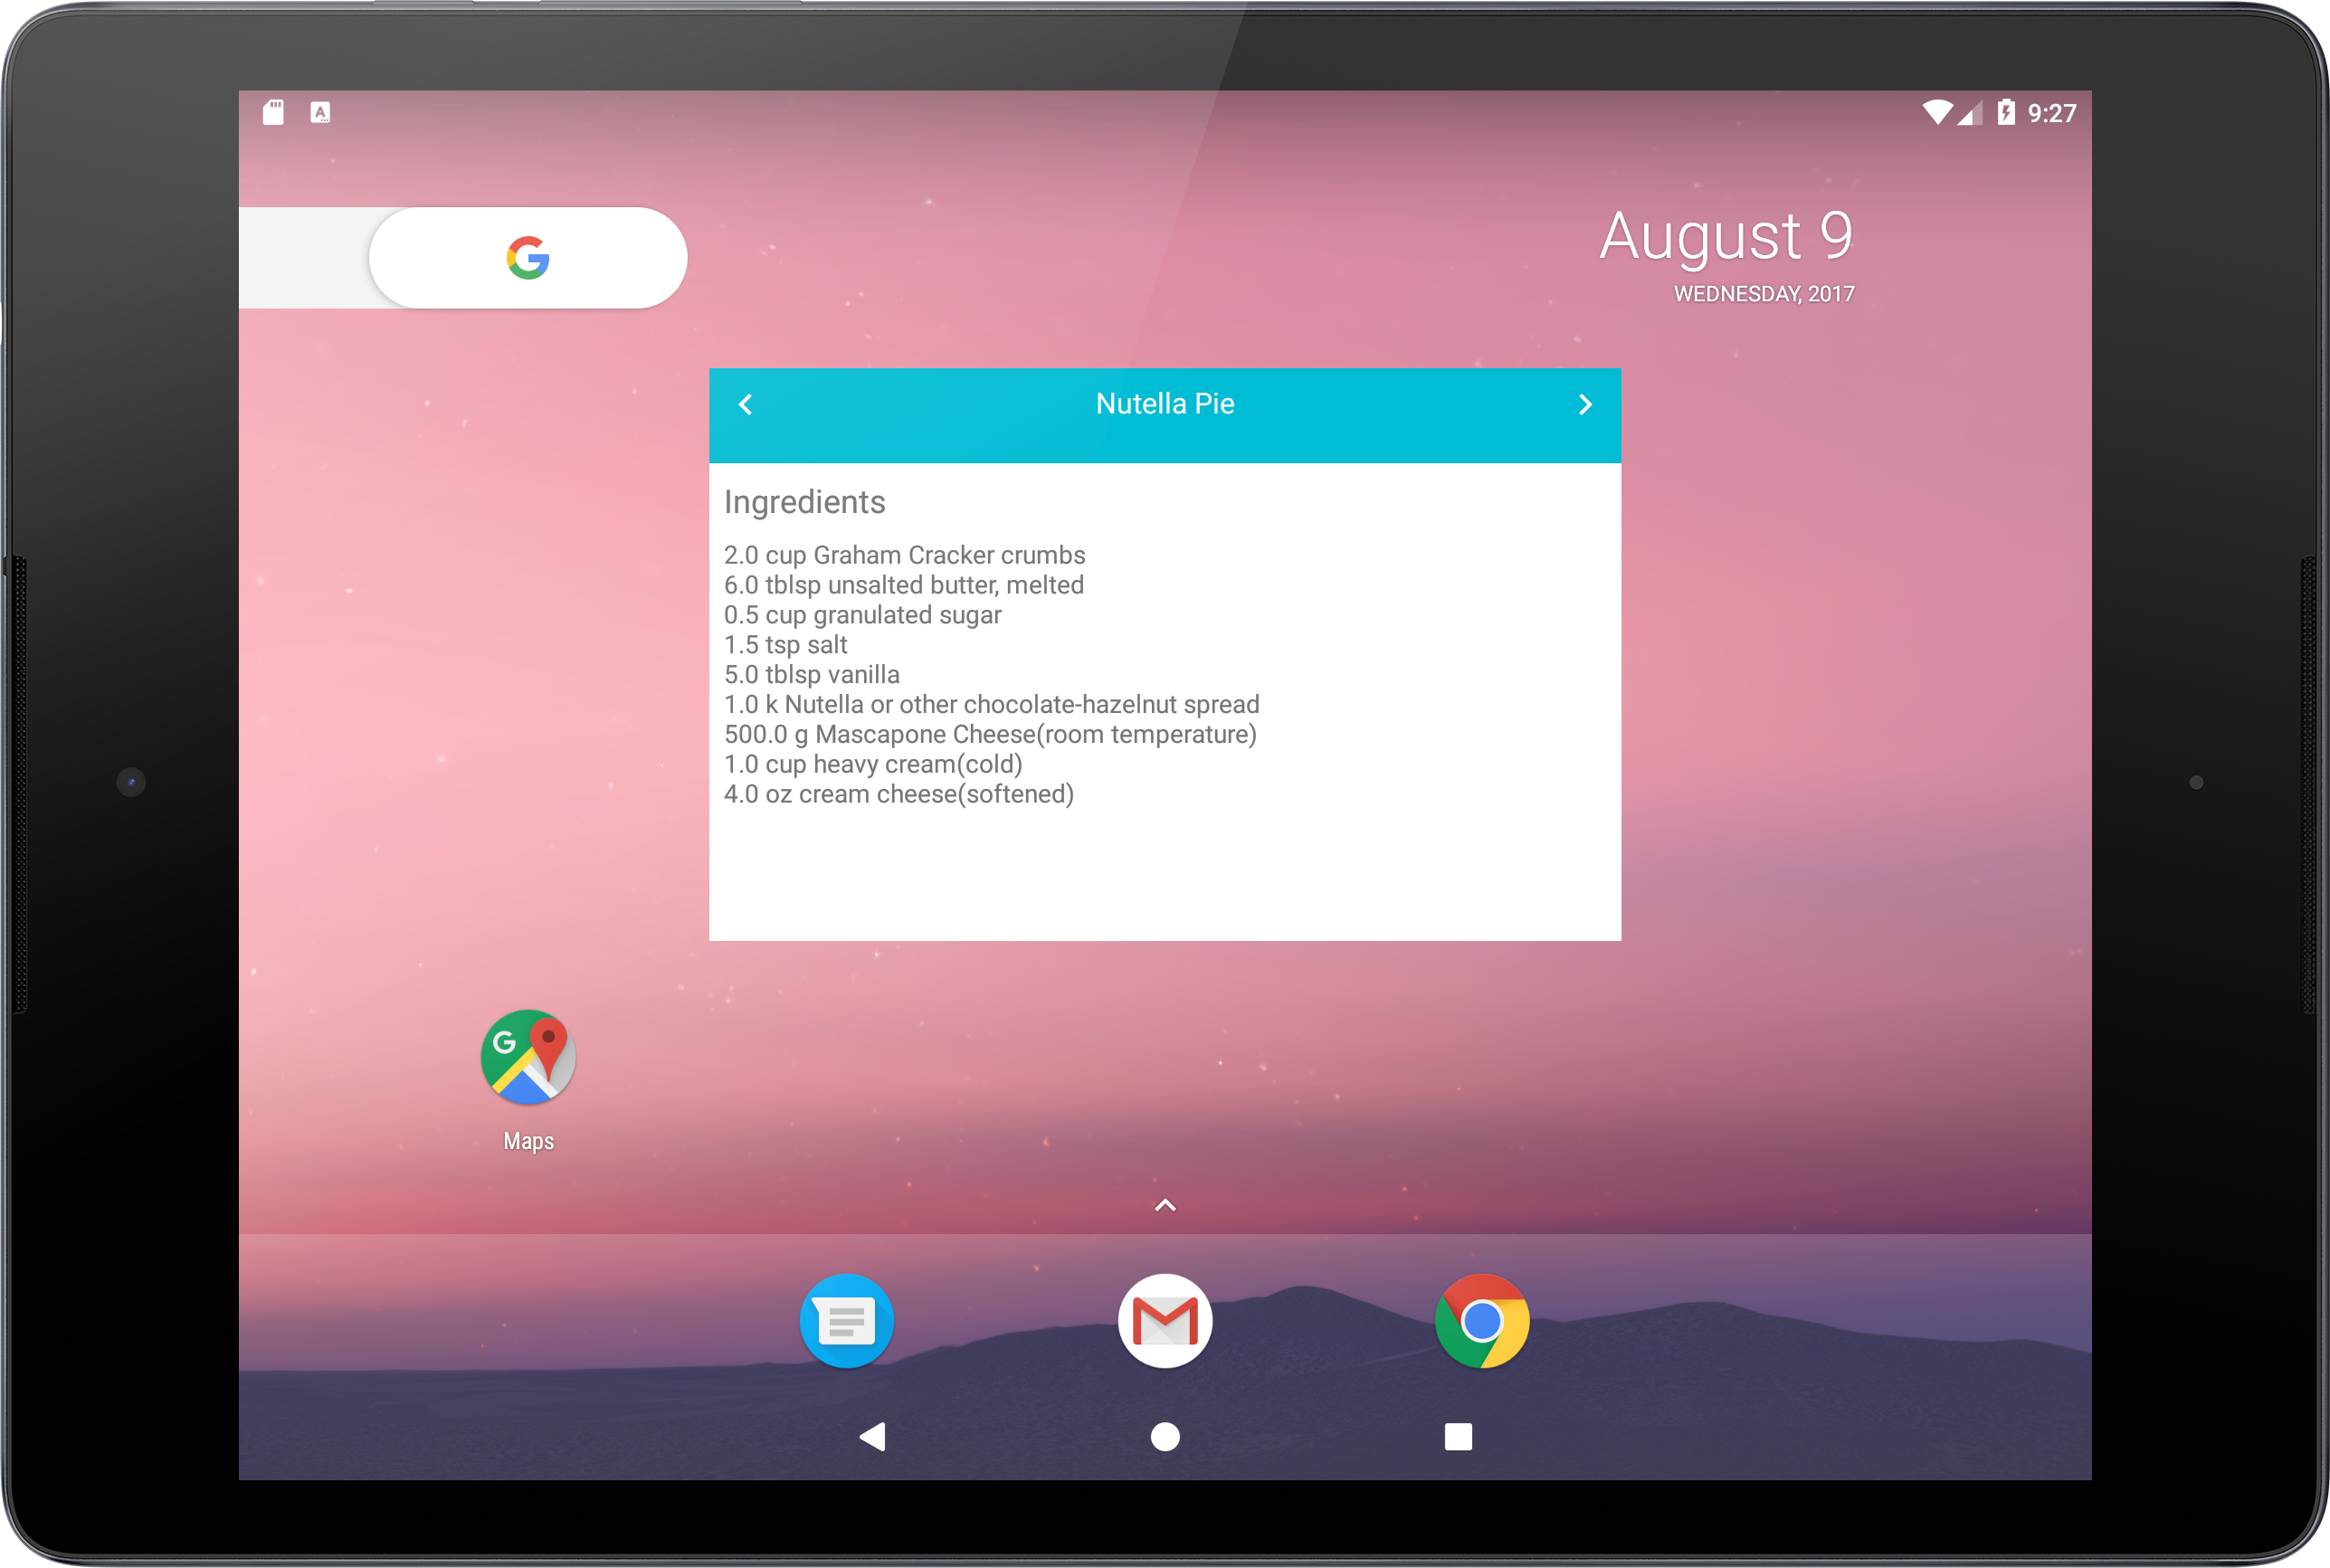 A
9:27
G
August 9
WEDNESDAY, 2017
Nutella Pie
Ingredients
2.0 cup Graham Cracker crumbs
6.0 tblsp unsalted butter, melted
0.5 cup granulated sugar
1.5 tsp salt
5.0 tblsp vanilla
1.0 k Nutella or other chocolate-hazelnut spread
500.0 g Mascapone Cheese(room temperature)
1.0 cup heavy cream(cold)
4.0 oz cream cheese(softened)
G
Maps